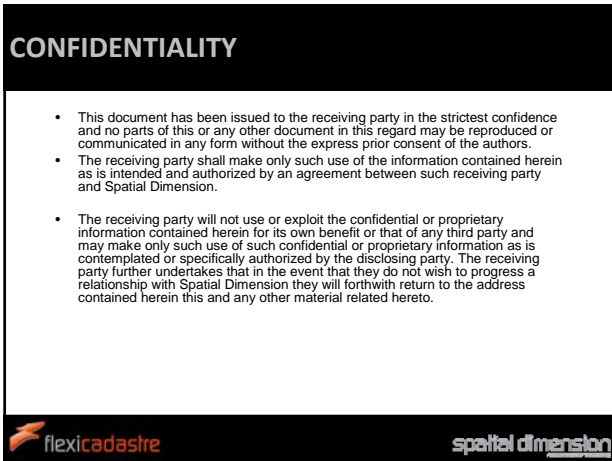 CONFIDENTIALITY
• This document has been issued to the receiving party in the strictest confidence
and no parts of this or any other document in this regard may be reproduced or
communicated in any form without the express prior consent of the authors.
• The receiving party shall make only such use of the information contained herein
as is intended and authorized by an agreement between such receiving party
and Spatial Dimension.
• The receiving party will not use or exploit the confidential or proprietary
information contained herein for its own benefit or that of any third party and
may make only such use of such confidential or proprietary information as is
contemplated or specifically authorized by the disclosing party. The receiving
party further undertakes that in the event that they do not wish to progress a
relationship with Spatial Dimension they will forthwith return to the address
contained herein this and any other material related hereto.
flexicadastre
spatial dimension